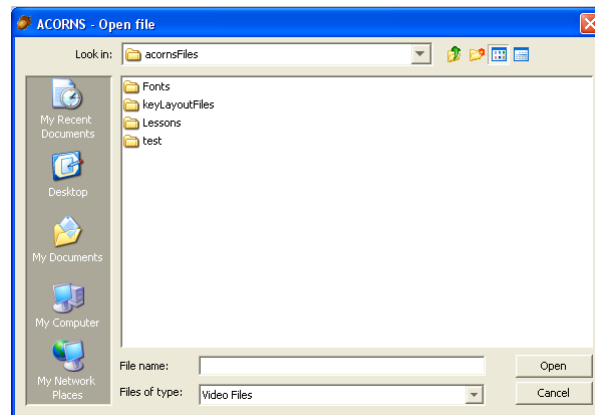 ACORNS - Open file
Look in: acornsFiles
Fonts
keyLayoutFiles
Lessons
test
My Recent
Documents
Desktop
My Documents
My Computer
My Network
Places
File name:
Open
Files of type: Video Files
Cancel